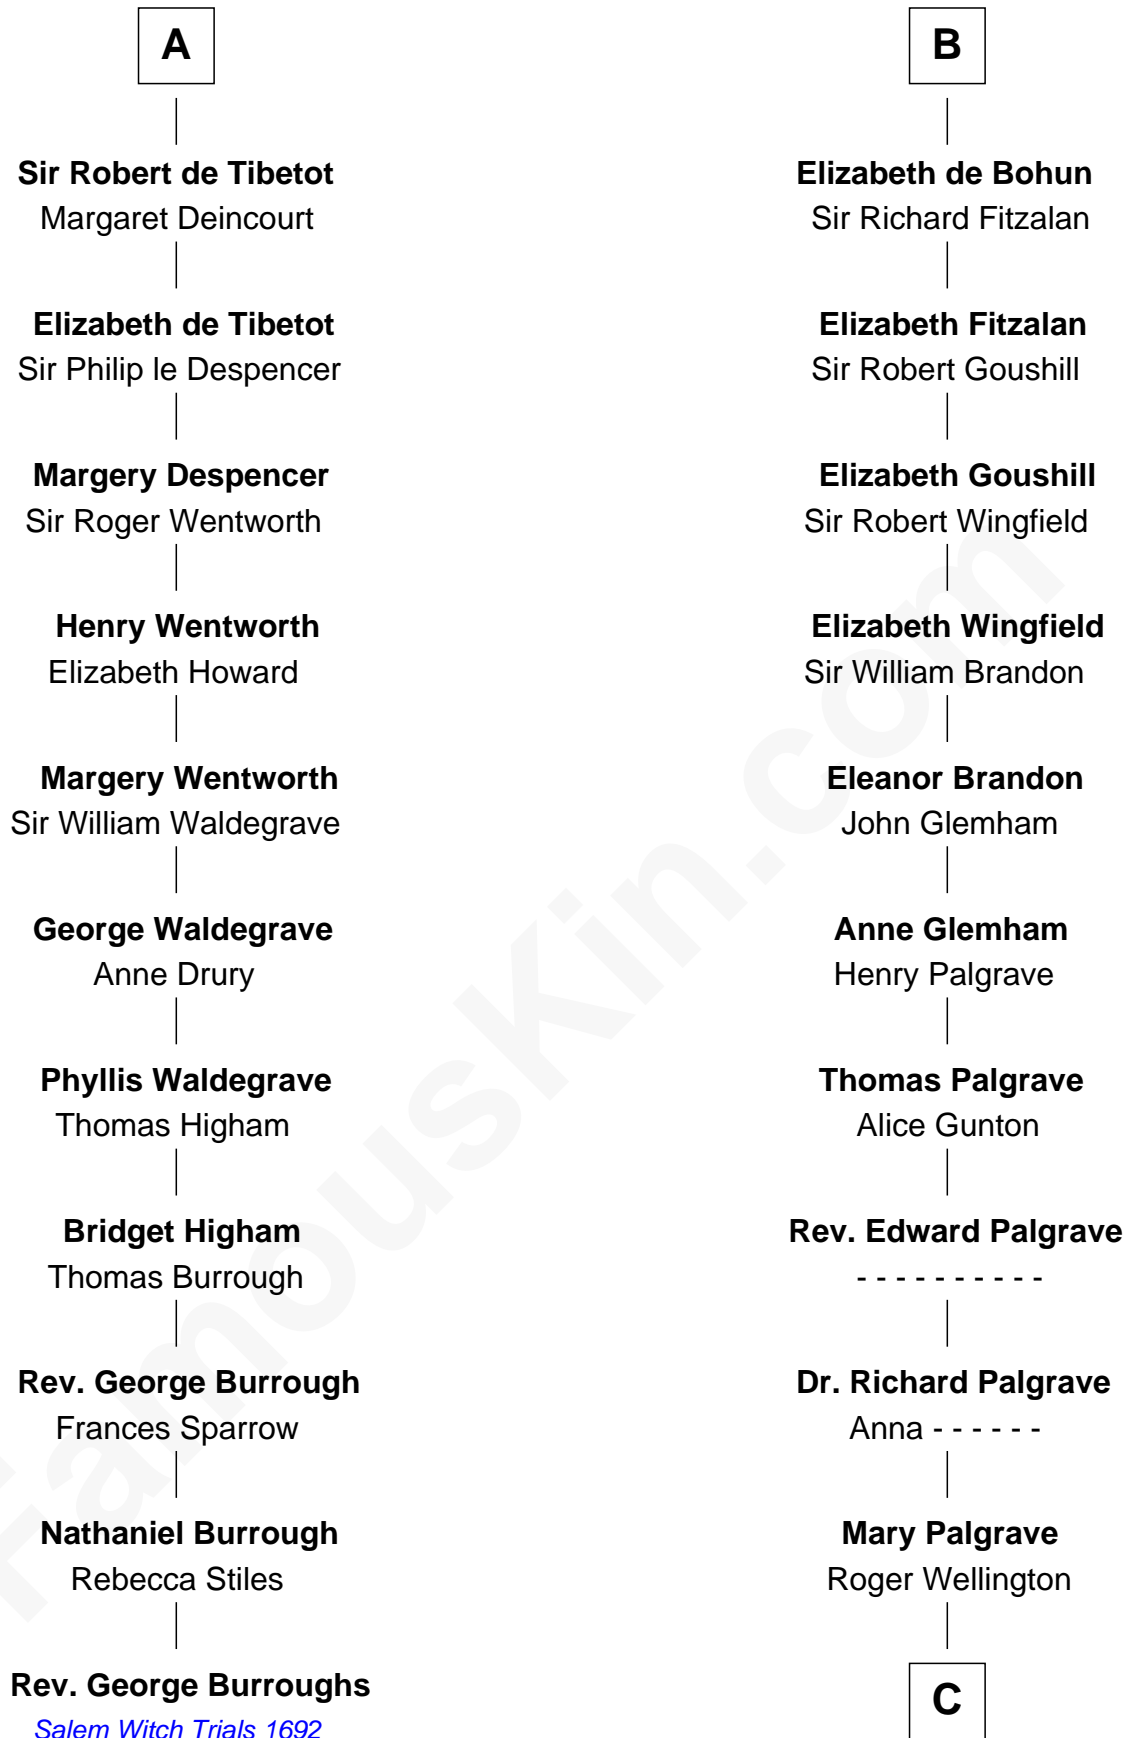 A
Sir Robert de Tibetot
Margaret Deincourt
Elizabeth de Tibetot
Sir Philip le Despencer
Margery Despencer
Sir Roger Wentworth
Henry Wentworth
Elizabeth Howard
Margery Wentworth
Sir William Waldegrave
George Waldegrave
Anne Drury
Phyllis Waldegrave
Thomas Higham
Bridget Higham
Thomas Burrough
Rev. George Burrough
Frances Sparrow
Nathaniel Burrough
Rebecca Stiles
Rev. George Burroughs
Salem Witch Trials 1692
B
Elizabeth de Bohun
Sir Richard Fitzalan
Elizabeth Fitzalan
Sir Robert Goushill
Elizabeth Goushill
Sir Robert Wingfield
Elizabeth Wingfield
Sir William Brandon
Eleanor Brandon
John Glemham
Anne Glemham
Henry Palgrave
Thomas Palgrave
Alice Gunton
Rev. Edward Palgrave
- - - - - - - - - -
Dr. Richard Palgrave
Anna - - - - - -
Mary Palgrave
Roger Wellington
C
FamousKin.com